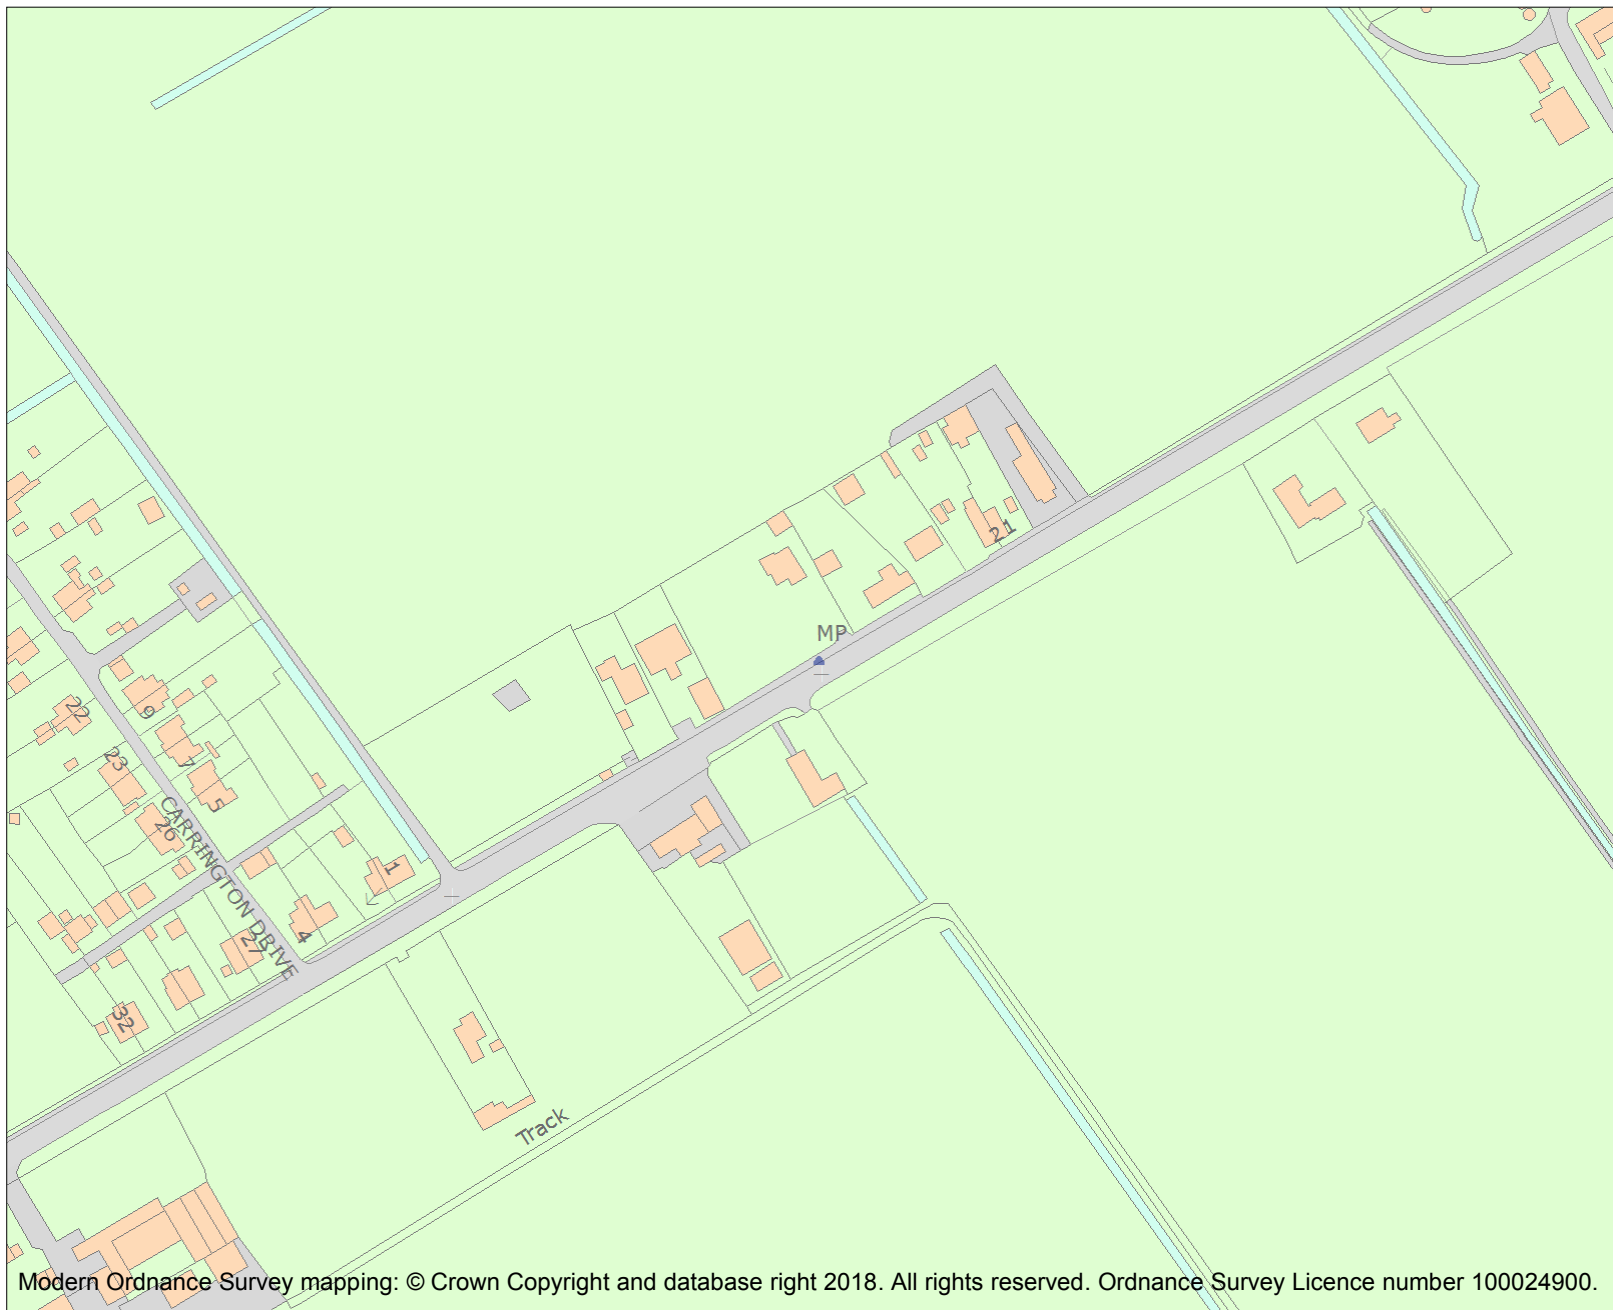 21
MP
22
9
23
7
5
26
CARRINGTON DRIVE
1
27
4
32
Track
Modern Ordnance Survey mapping: © Crown Copyright and database right 2018. All rights reserved. Ordnance Survey Licence number 100024900.